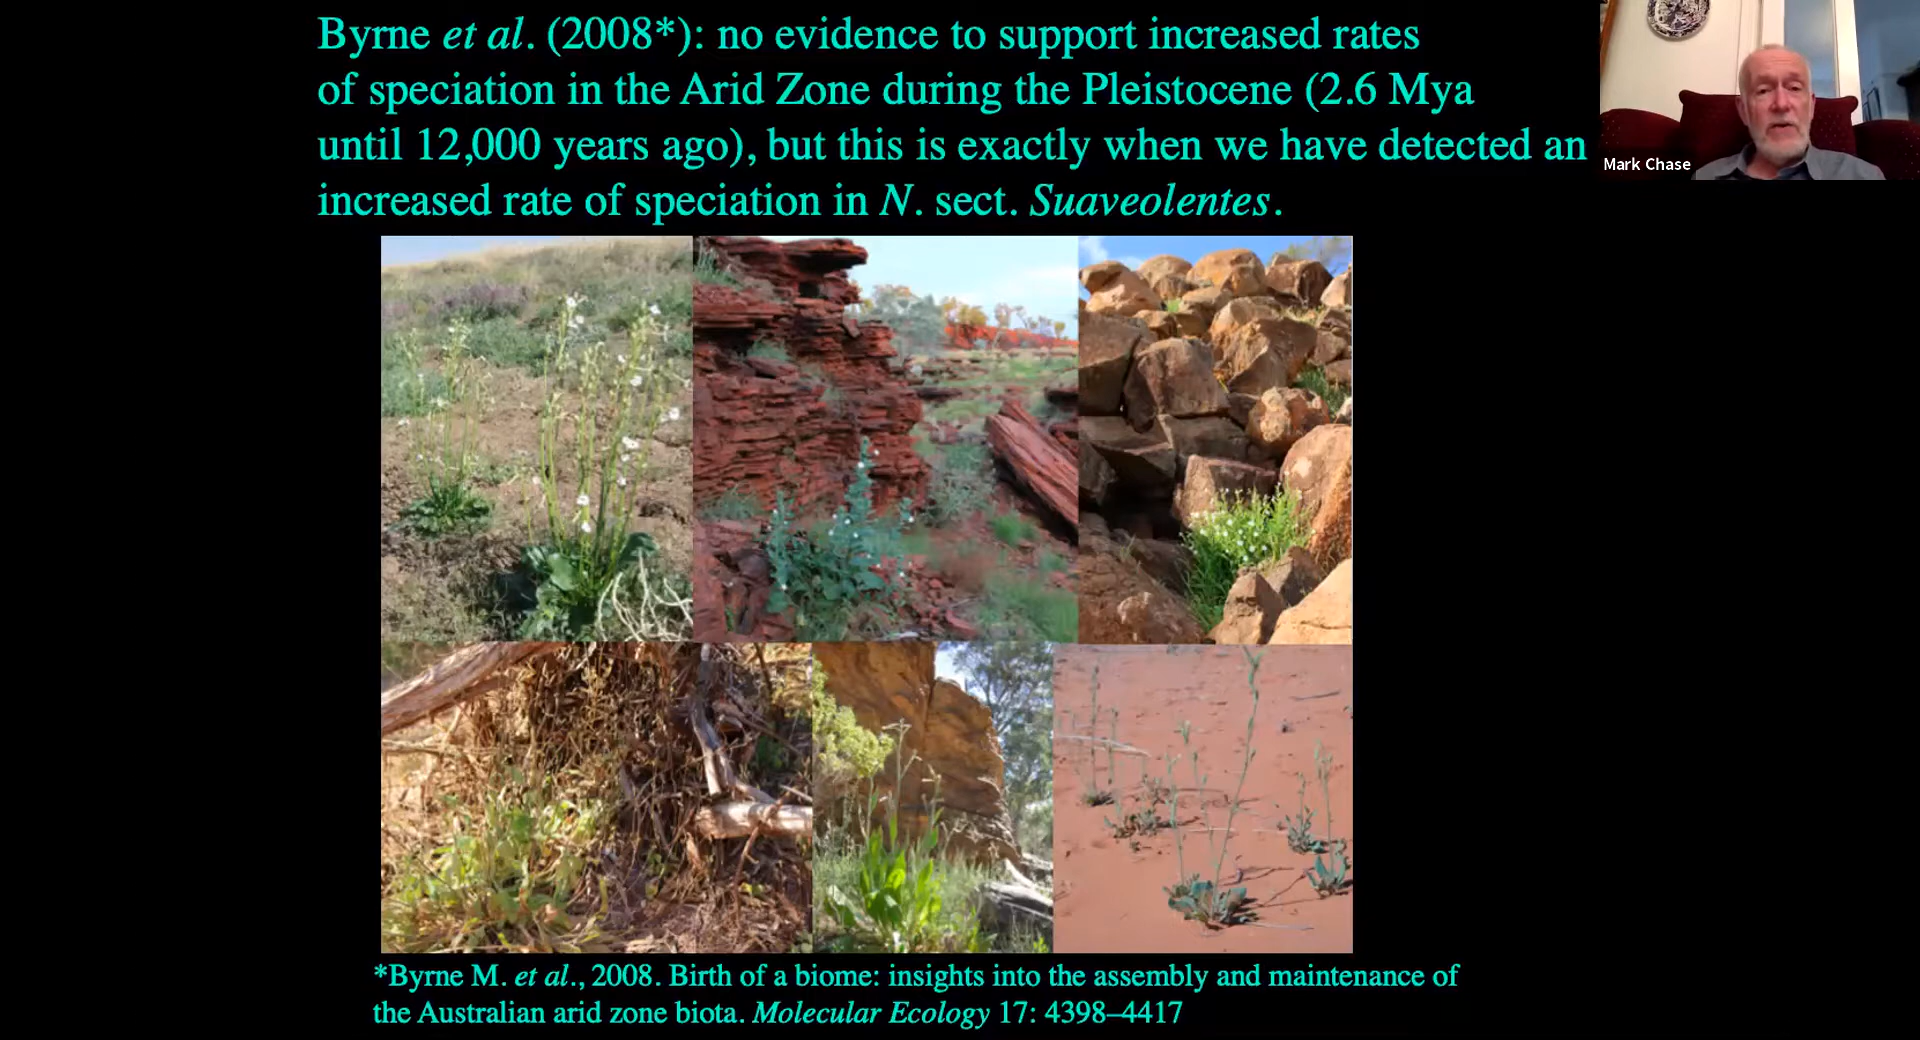 Byrne et al. (2008*): no evidence to support increased rates
of speciation in the Arid Zone during the Pleistocene (2.6 Mya
until 12,000 years ago), but this is exactly when we have detected an
increased rate of speciation in N. sect. Suaveolentes.
Mark Chase
*Byrne M. et al., 2008. Birth of a biome: insights into the assembly and maintenance of
the Australian arid zone biota. Molecular Ecology 17: 4398–4417